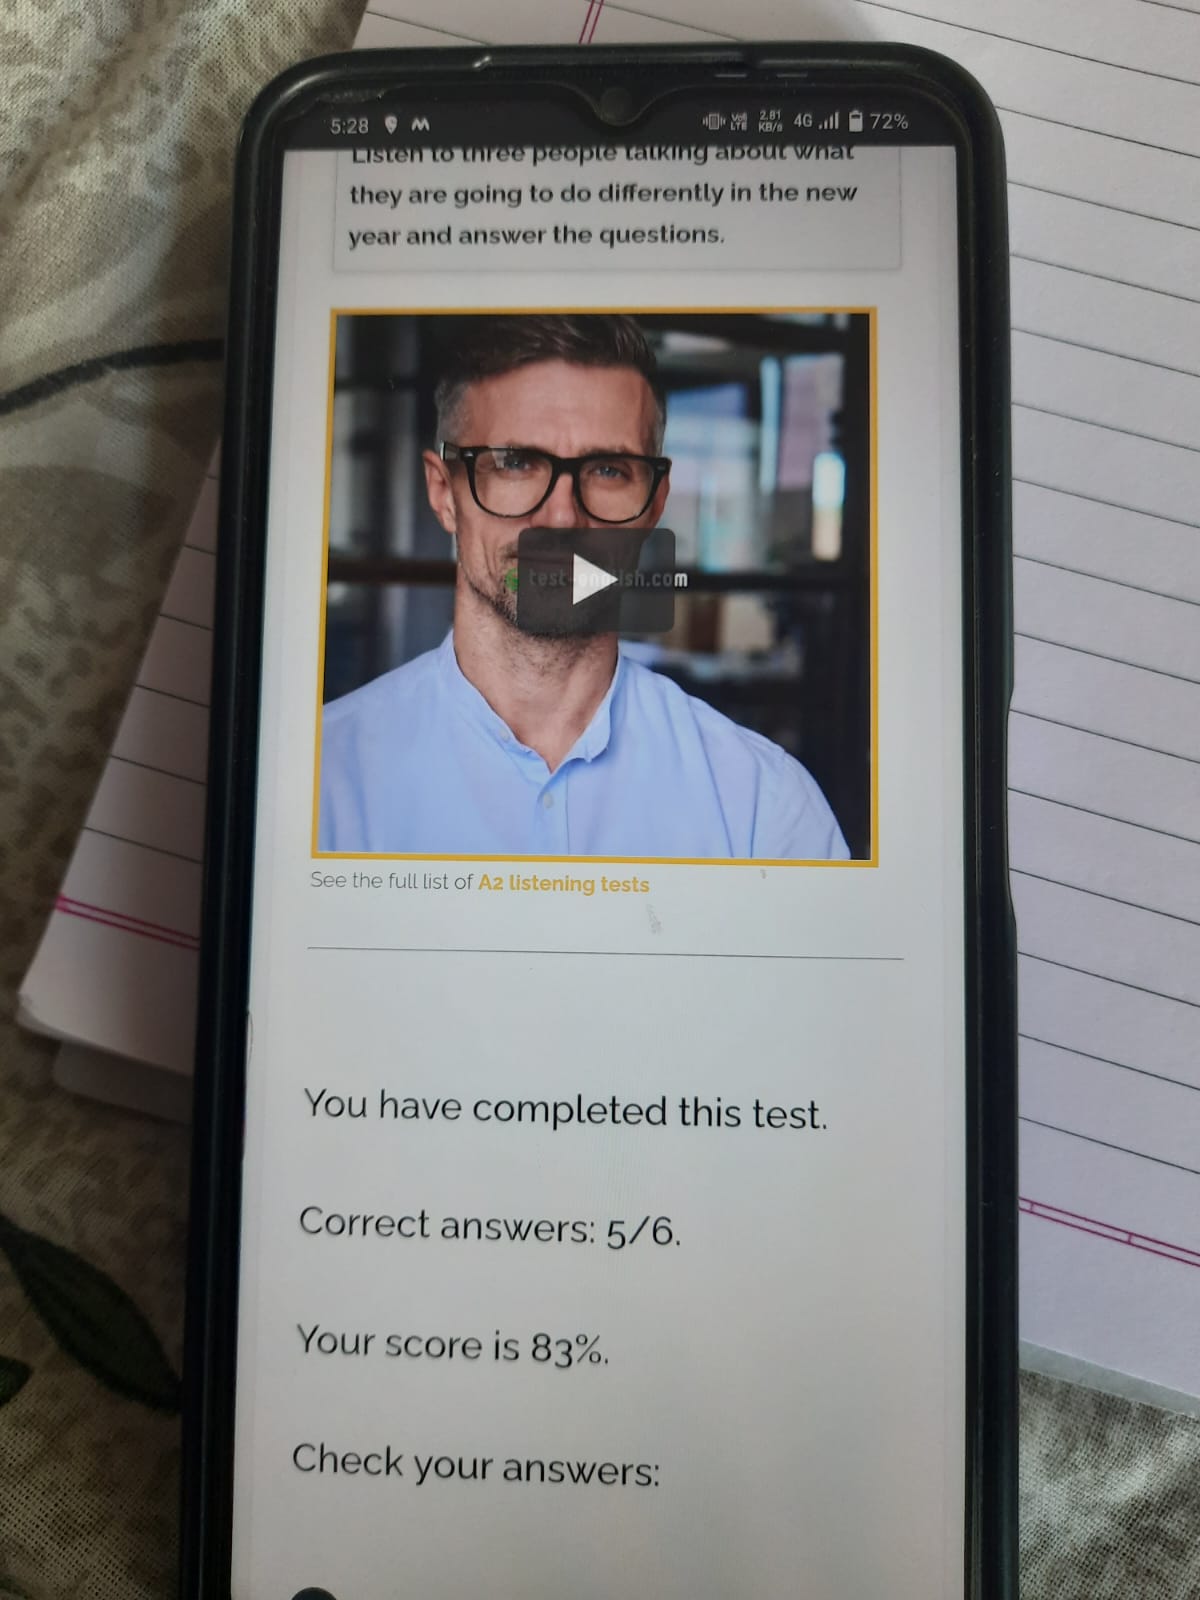 5:28
VoI LTE 2.81 KB/s 4G 72%
Listen to three people talking about what
they are going to do differently in the new
year and answer the questions.
test-english.com
See the full list of A2 listening tests
You have completed this test.
Correct answers: 5/6.
Your score is 83%.
Check your answers: